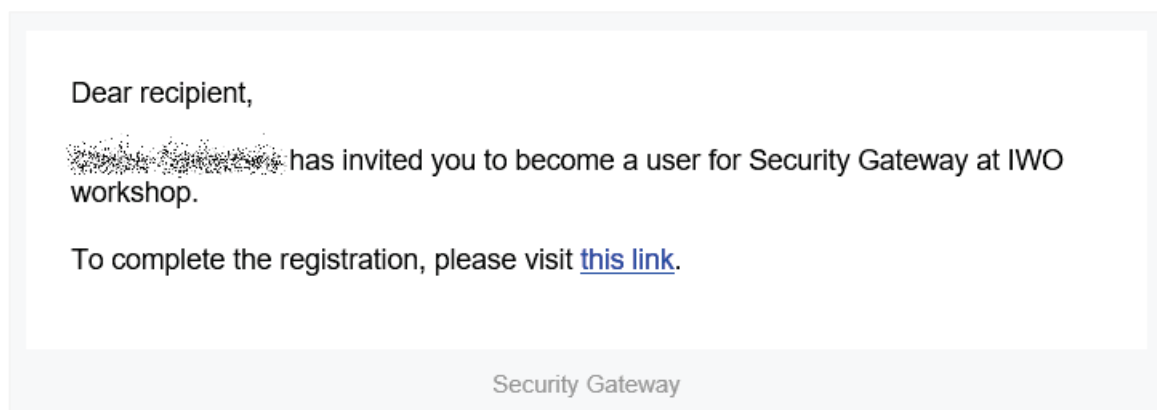 Dear recipient,
has invited you to become a user for Security Gateway at IWO
workshop.
To complete the registration, please visit this link.
Security Gateway